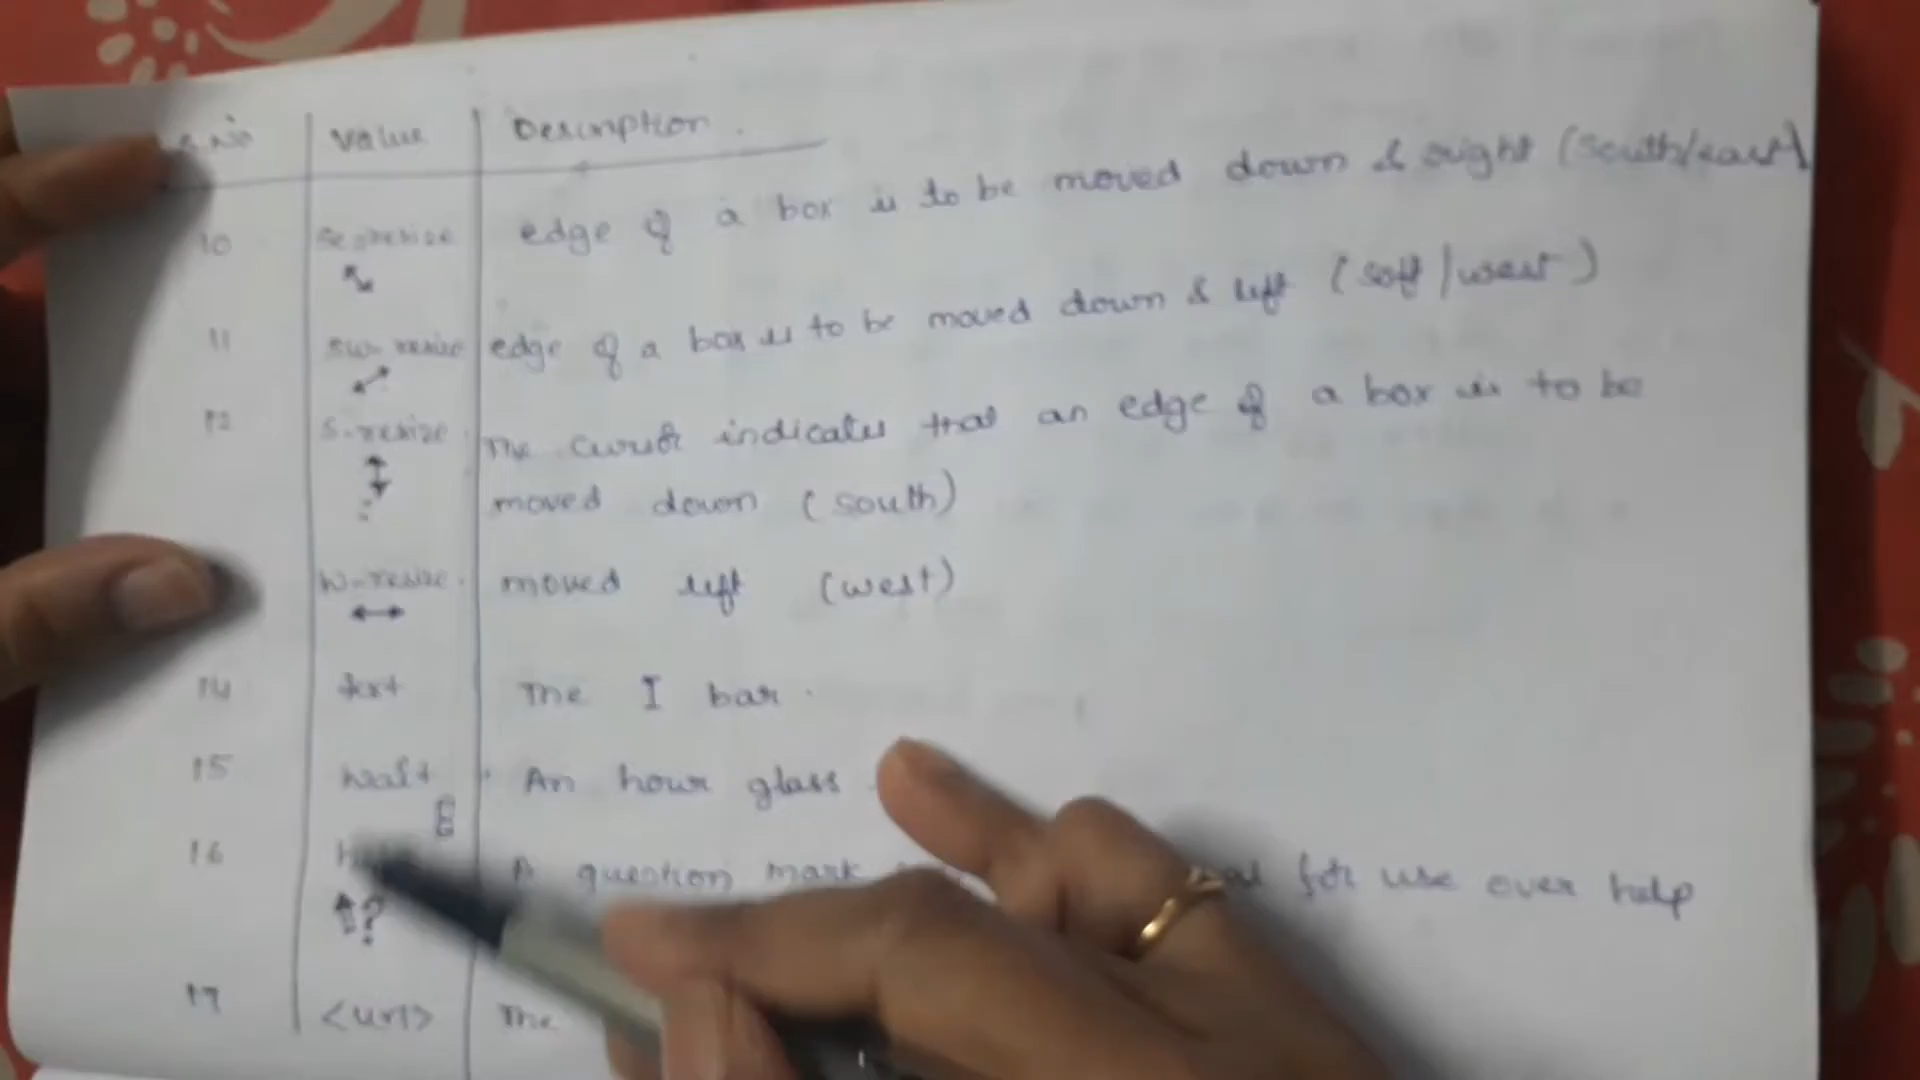 S.No Value Description.
10 se-resize edge of a box is to be moved down & right (south/east)
11 sw-resize edge of a box is to be moved down & left (soft/west)
12 s-resize The cursor indicates that an edge of a box is to be
moved down (south)
w-resize. moved left (west)
14 text The I bar.
15 wait An hour glass
16 A question mark for use over help
?
17 <url> The